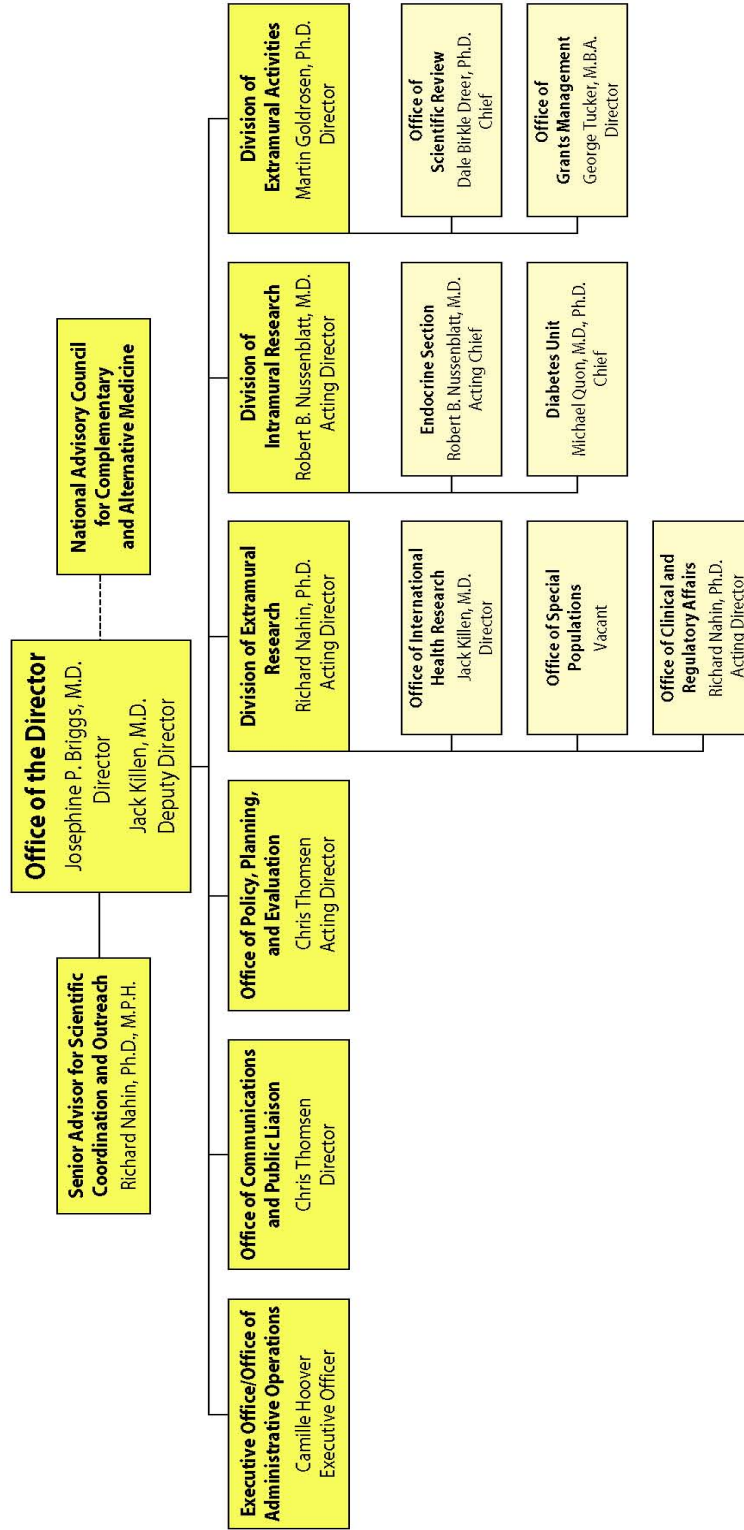 Office of the Director
Josephine P. Briggs, M.D.
Director
Jack Killen, M.D.
Deputy Director
Senior Advisor for Scientific
Coordination and Outreach
Richard Nahin, Ph.D., M.P.H.
National Advisory Council
for Complementary
and Alternative Medicine
Executive Office/Office of
Administrative Operations
Camille Hoover
Executive Officer
Office of Communications
and Public Liaison
Chris Thomsen
Director
Office of Policy, Planning,
and Evaluation
Chris Thomsen
Acting Director
Division of Extramural
Research
Richard Nahin, Ph.D.
Acting Director
Office of International
Health Research
Jack Killen, M.D.
Director
Office of Special
Populations
Vacant
Office of Clinical and
Regulatory Affairs
Richard Nahin, Ph.D.
Acting Director
Division of
Intramural Research
Robert B. Nussenblatt, M.D.
Acting Director
Endocrine Section
Robert B. Nussenblatt, M.D.
Acting Chief
Diabetes Unit
Michael Quon, M.D., Ph.D.
Chief
Division of
Extramural Activities
Martin Goldrosen, Ph.D.
Director
Office of
Scientific Review
Dale Birkle Dreer, Ph.D.
Chief
Office of
Grants Management
George Tucker, M.B.A.
Director